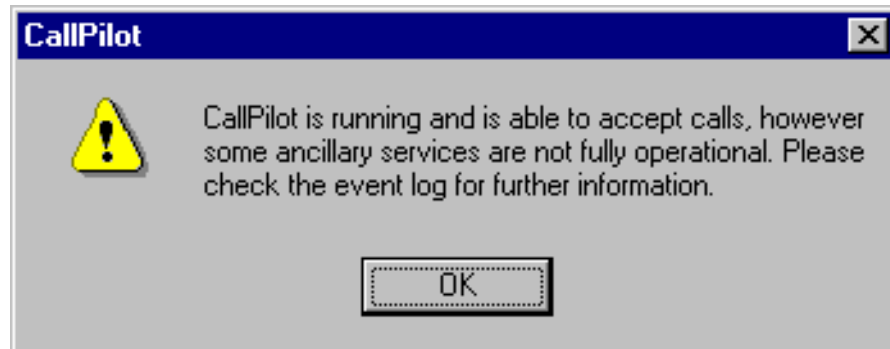 CallPilot
CallPilot is running and is able to accept calls, however
some ancillary services are not fully operational. Please
check the event log for further information.
OK